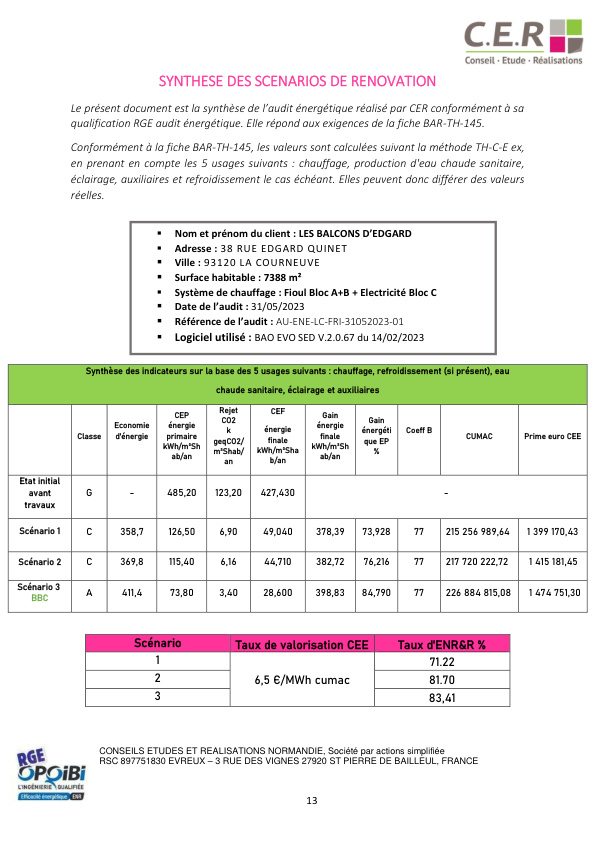 C.E.R
Conseil · Etude · Réalisations
SYNTHESE DES SCENARIOS DE RENOVATION
Le présent document est la synthèse de l'audit énergétique réalisé par CER conformément à sa
qualification RGE audit énergétique. Elle répond aux exigences de la fiche BAR-TH-145.
Conformément à la fiche BAR-TH-145, les valeurs sont calculées suivant la méthode TH-C-E ex,
en prenant en compte les 5 usages suivants : chauffage, production d'eau chaude sanitaire,
éclairage, auxiliaires et refroidissement le cas échéant. Elles peuvent donc différer des valeurs
réelles.
▪ Nom et prénom du client : LES BALCONS D'EDGARD
▪ Adresse : 38 RUE EDGARD QUINET
▪ Ville : 93120 LA COURNEUVE
▪ Surface habitable : 7388 m²
▪ Système de chauffage : Fioul Bloc A+B + Electricité Bloc C
▪ Date de l'audit : 31/05/2023
▪ Référence de l'audit : AU-ENE-LC-FRI-31052023-01
▪ Logiciel utilisé : BAO EVO SED V.2.0.67 du 14/02/2023
Synthèse des indicateurs sur la base des 5 usages suivants : chauffage, refroidissement (si présent), eau
chaude sanitaire, éclairage et auxiliaires
Classe
Economie
d'énergie
CEP
énergie
primaire
kWh/m²Sh
ab/an
Rejet
CO2
k
geqCO2/
m²Shab/
an
CEF
énergie
finale
kWh/m²Sha
b/an
Gain
énergie
finale
kWh/m²Sh
ab/an
Gain
énergéti
que EP
%
Coeff B
CUMAC
Prime euro CEE
Etat initial
avant
travaux
G - 485,20 123,20 427,430 -
Scénario 1 C 358,7 126,50 6,90 49,040 378,39 73,928 77 215 256 989,64 1 399 170,43
Scénario 2 C 369,8 115,40 6,16 44,710 382,72 76,216 77 217 720 222,72 1 415 181,45
Scénario 3
BBC
A 411,4 73,80 3,40 28,600 398,83 84,790 77 226 884 815,08 1 474 751,30
Scénario Taux de valorisation CEE Taux d'ENR&R %
1 71.22
2 6,5 €/MWh cumac 81.70
3 83,41
RGE
OPQIBI
L'INGÉNIERIE QUALIFIÉE
Efficacité énergétique ENR
CONSEILS ETUDES ET REALISATIONS NORMANDIE, Société par actions simplifiée
RSC 897751830 EVREUX – 3 RUE DES VIGNES 27920 ST PIERRE DE BAILLEUL, FRANCE
13